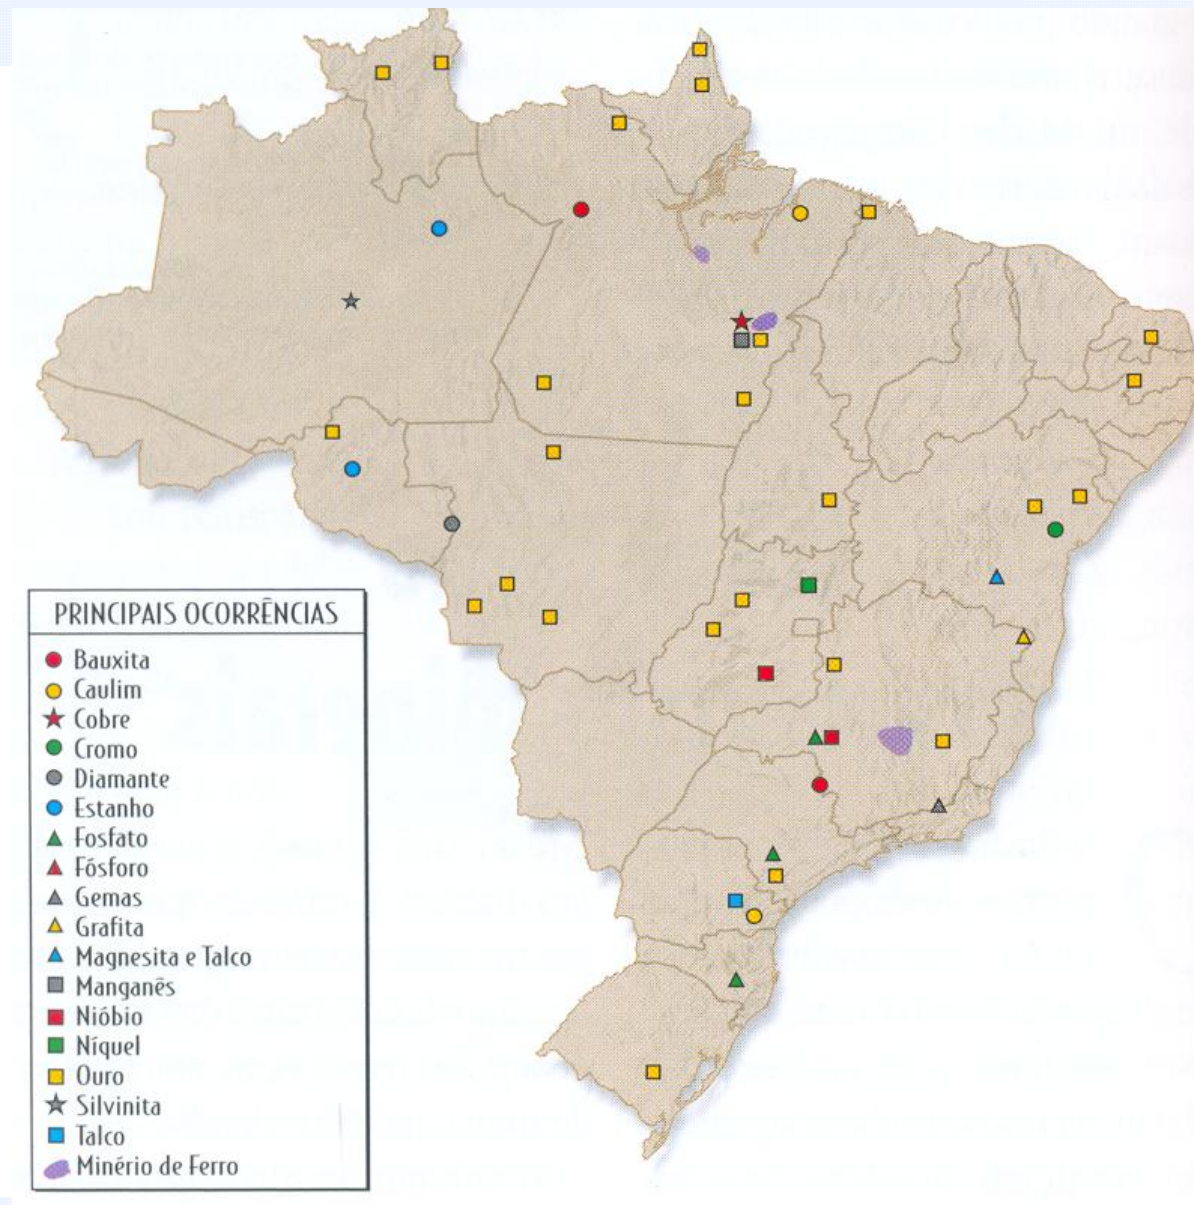 PRINCIPAIS OCORRÊNCIAS
Bauxita
Caulim
Cobre
Cromo
Diamante
Estanho
Fosfato
Fósforo
Gemas
Grafita
Magnesita e Talco
Manganês
Nióbio
Níquel
Ouro
Silvinita
Talco
Minério de Ferro